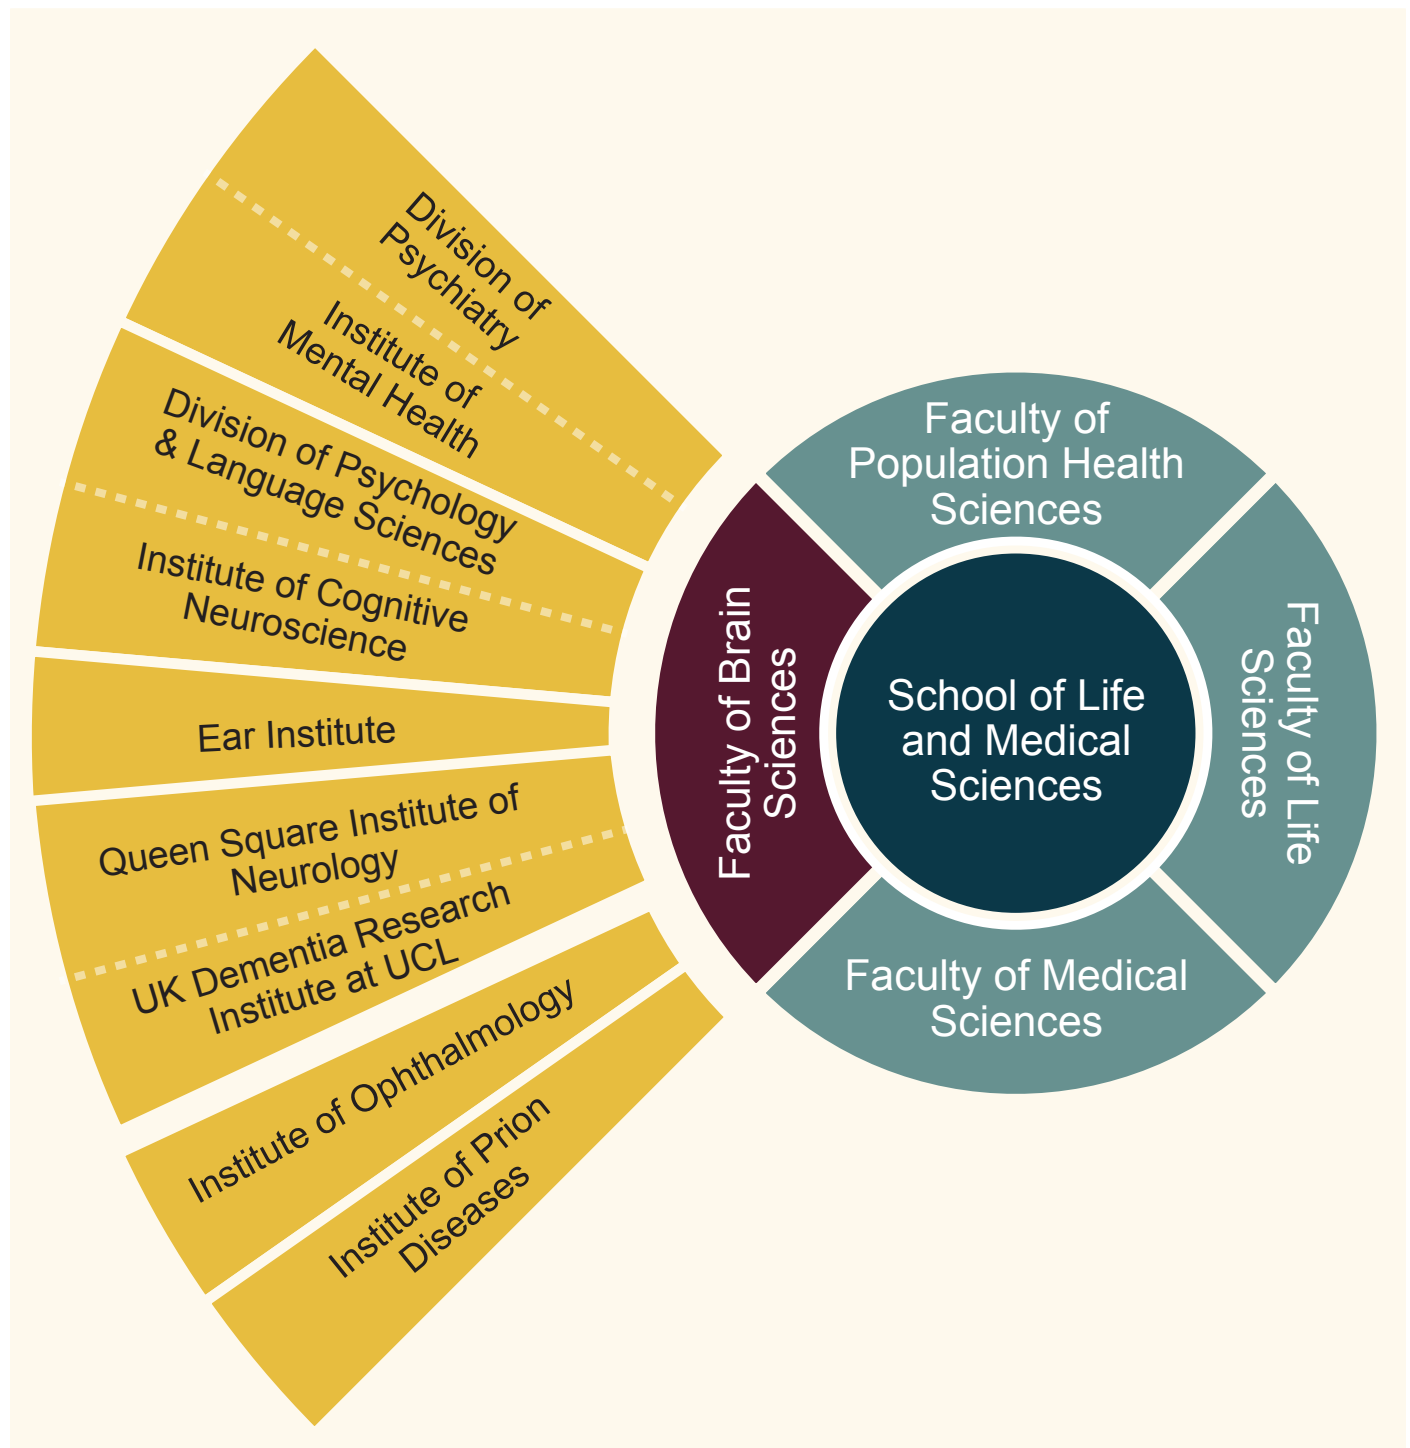 Division of
Psychiatry
Institute of
Mental Health
Division of Psychology
& Language Sciences
Institute of Cognitive
Neuroscience
Ear Institute
Queen Square Institute of
Neurology
UK Dementia Research
Institute at UCL
Institute of Ophthalmology
Institute of Prion
Diseases
Faculty of Brain
Sciences
Faculty of
Population Health
Sciences
School of Life
and Medical
Sciences
Faculty of Life
Sciences
Faculty of Medical
Sciences